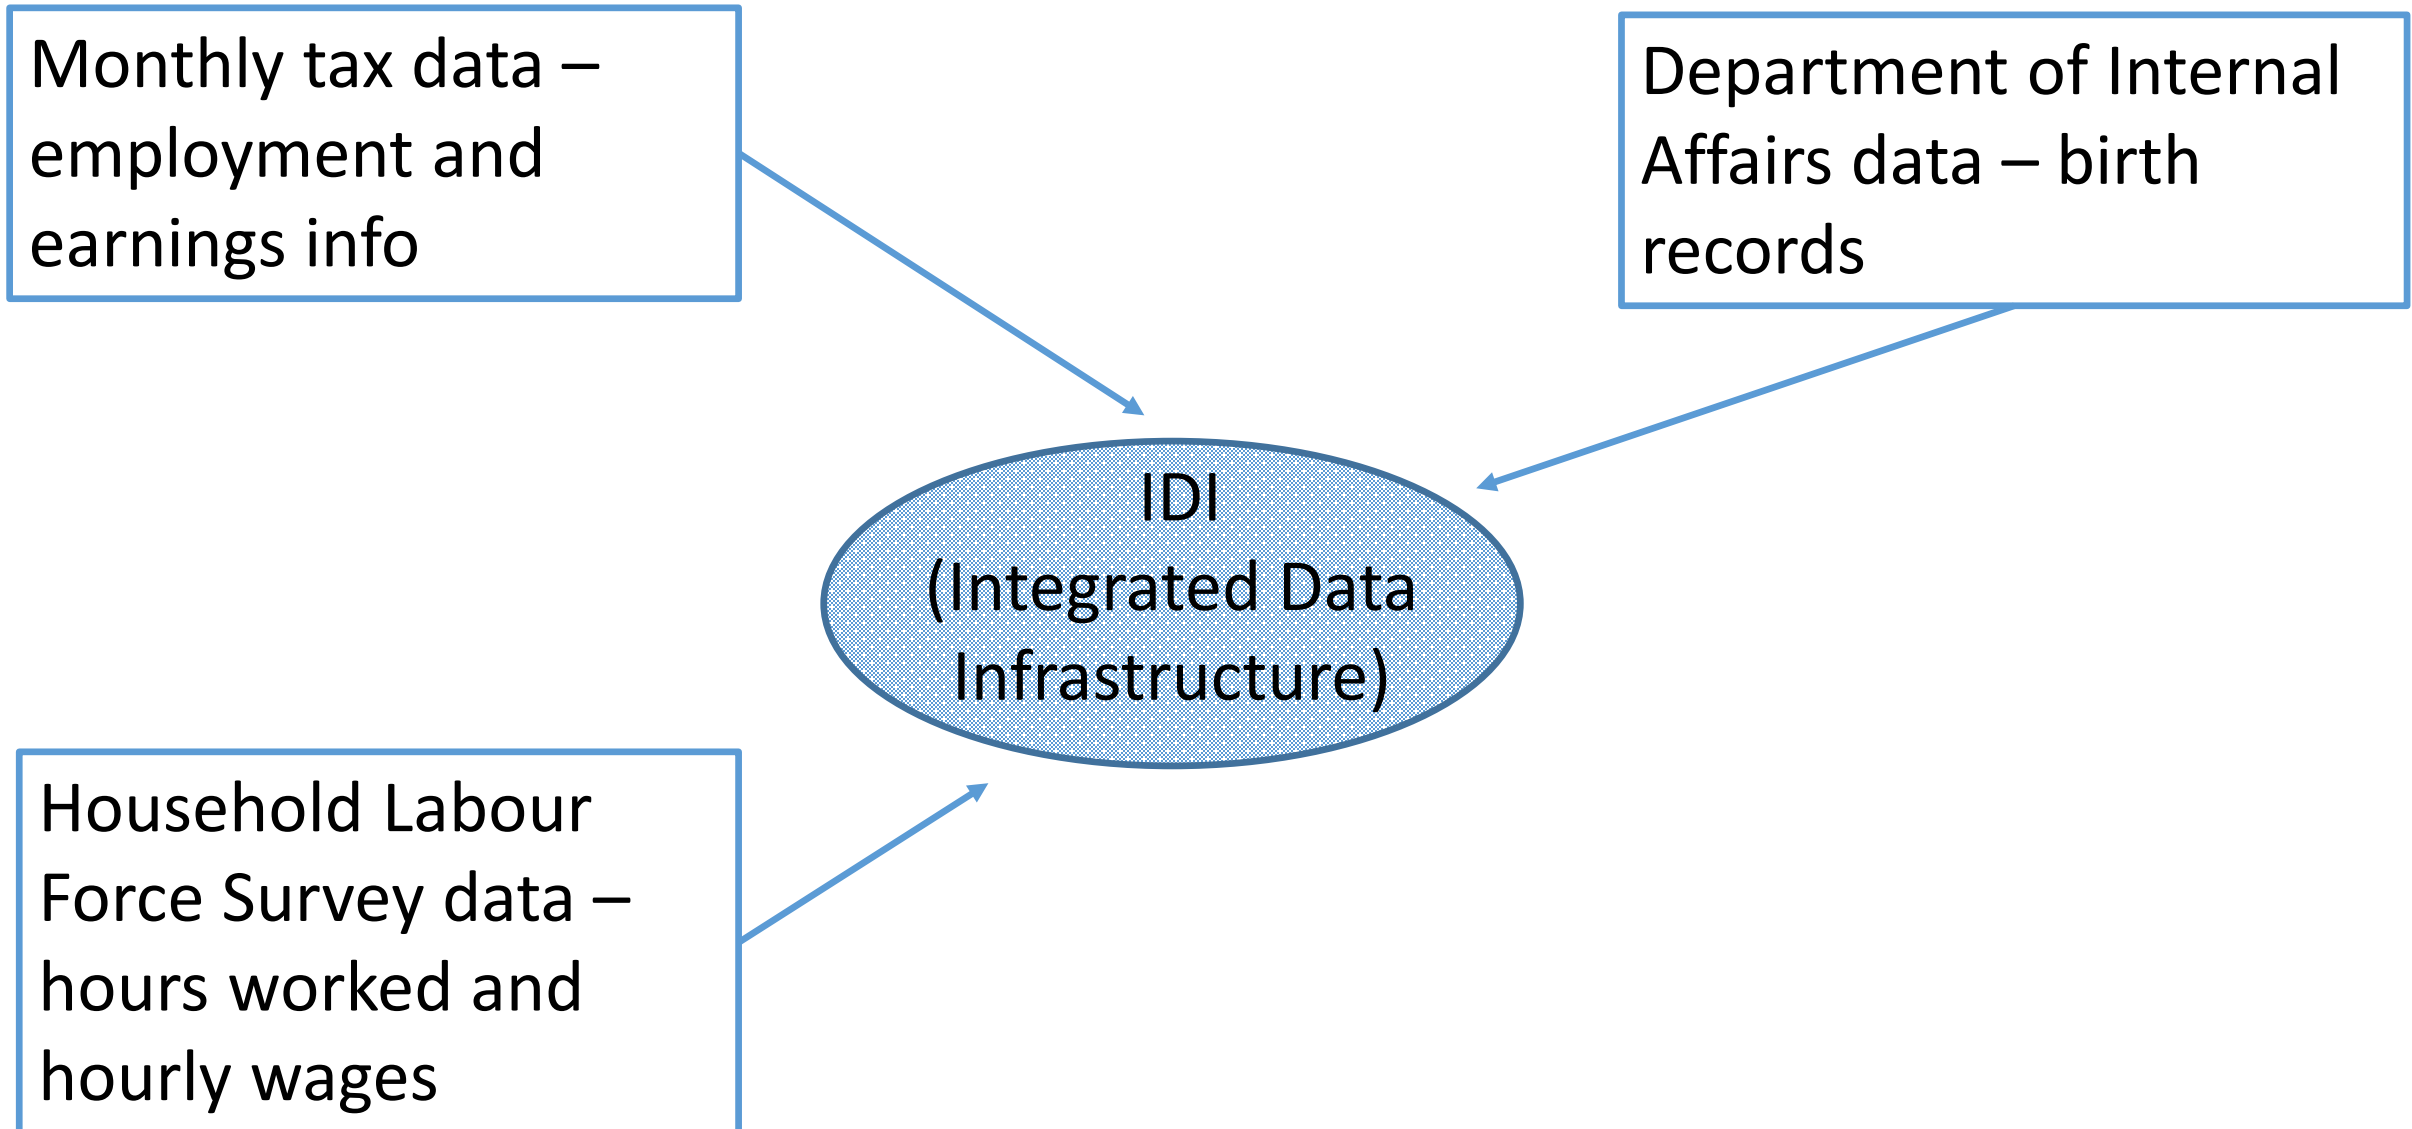 Monthly tax data –
employment and
earnings info
Department of Internal
Affairs data – birth
records
IDI
(Integrated Data
Infrastructure)
Household Labour
Force Survey data –
hours worked and
hourly wages